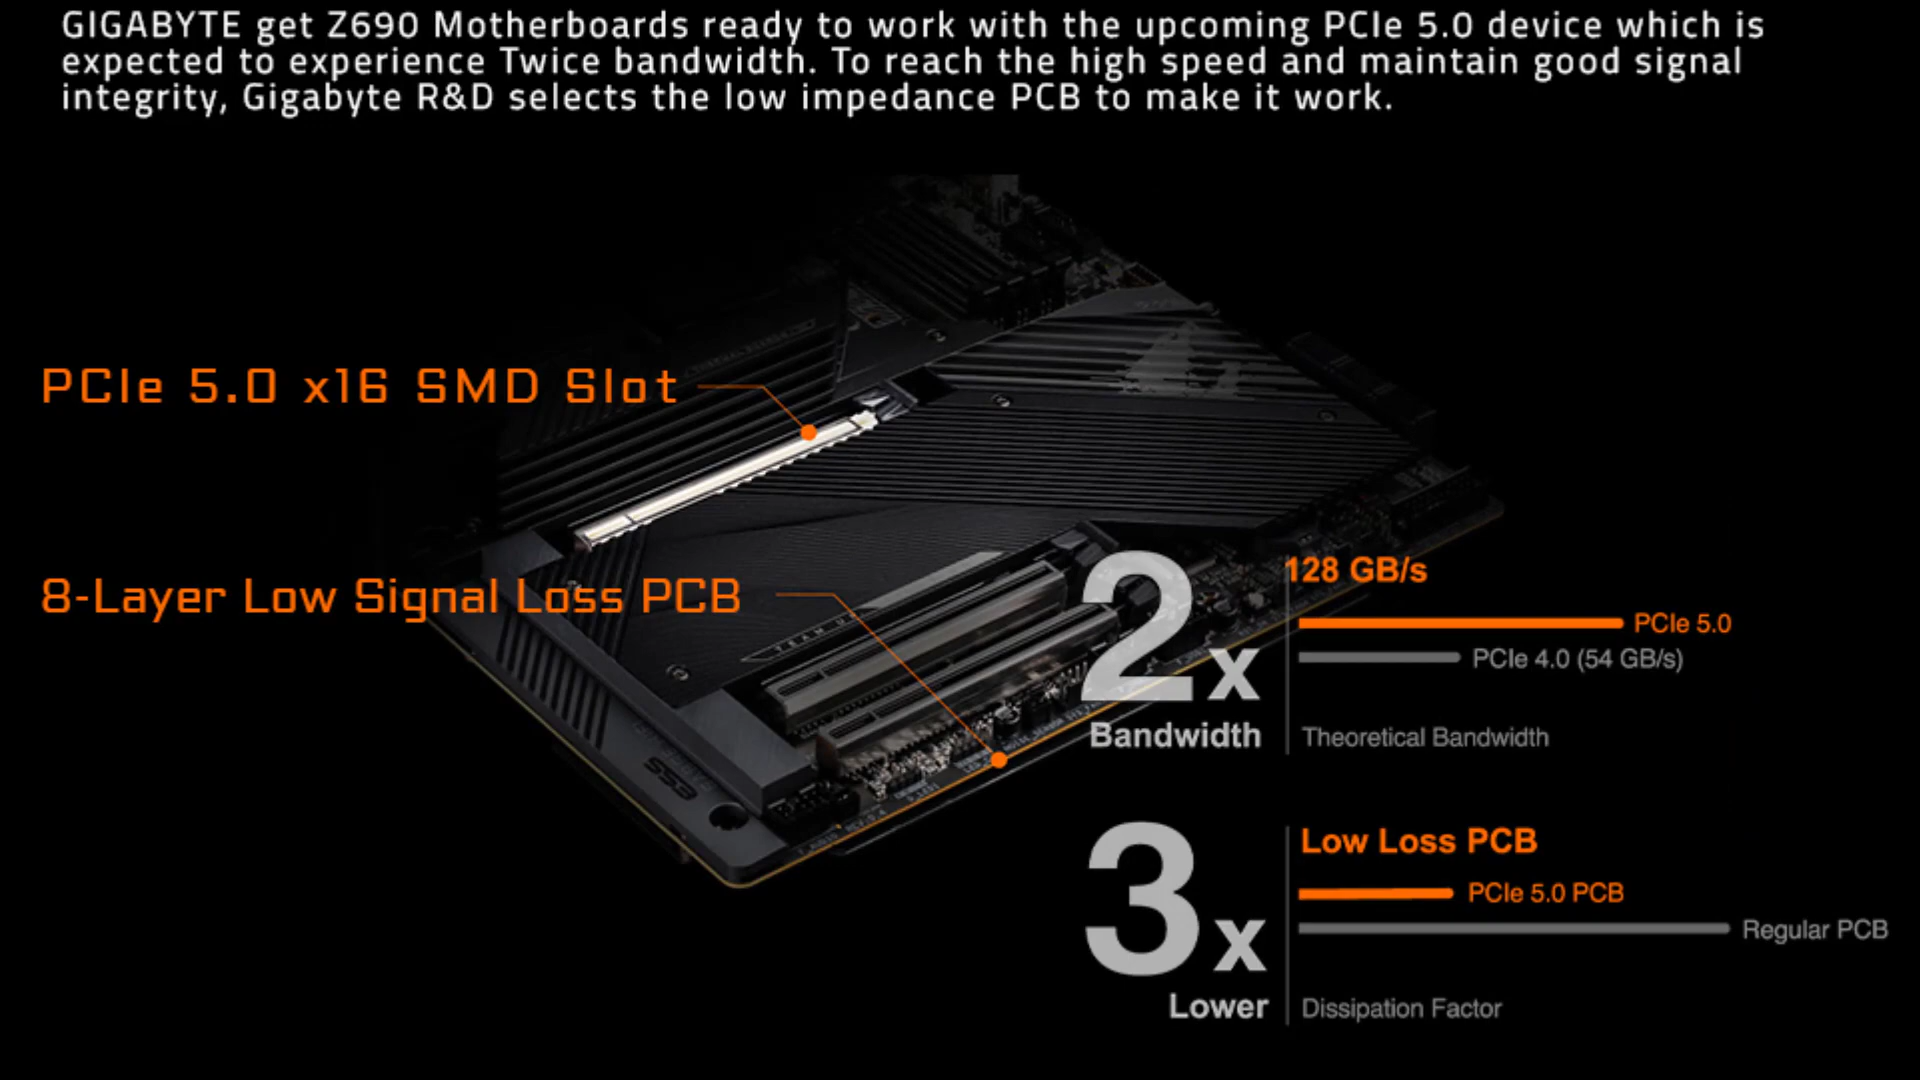 GIGABYTE get Z690 Motherboards ready to work with the upcoming PCIe 5.0 device which is
expected to experience Twice bandwidth. To reach the high speed and maintain good signal
integrity, Gigabyte R&D selects the low impedance PCB to make it work.
PCIe 5.0 x16 SMD Slot
8-Layer Low Signal Loss PCB
TEAM UP
ESS
2x
Bandwidth
128 GB/s
PCIe 5.0
PCIe 4.0 (54 GB/s)
Theoretical Bandwidth
3x
Lower
Low Loss PCB
PCIe 5.0 PCB
Regular PCB
Dissipation Factor